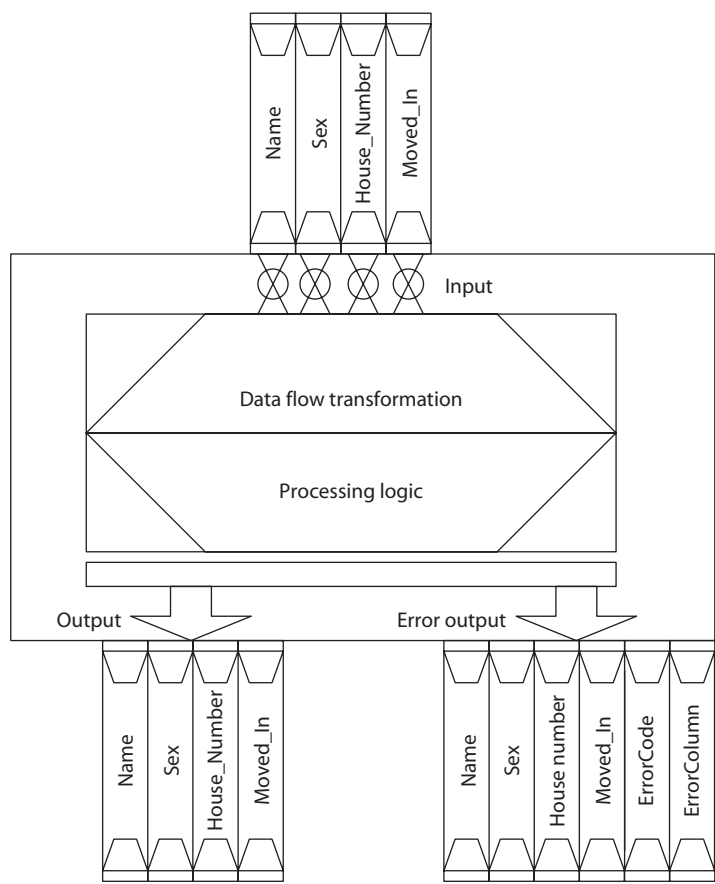 Name
Sex
House_Number
Moved_In
Input
Data flow transformation
Processing logic
Output
Error output
Name
Sex
House_Number
Moved_In
Name
Sex
House number
Moved_In
ErrorCode
ErrorColumn